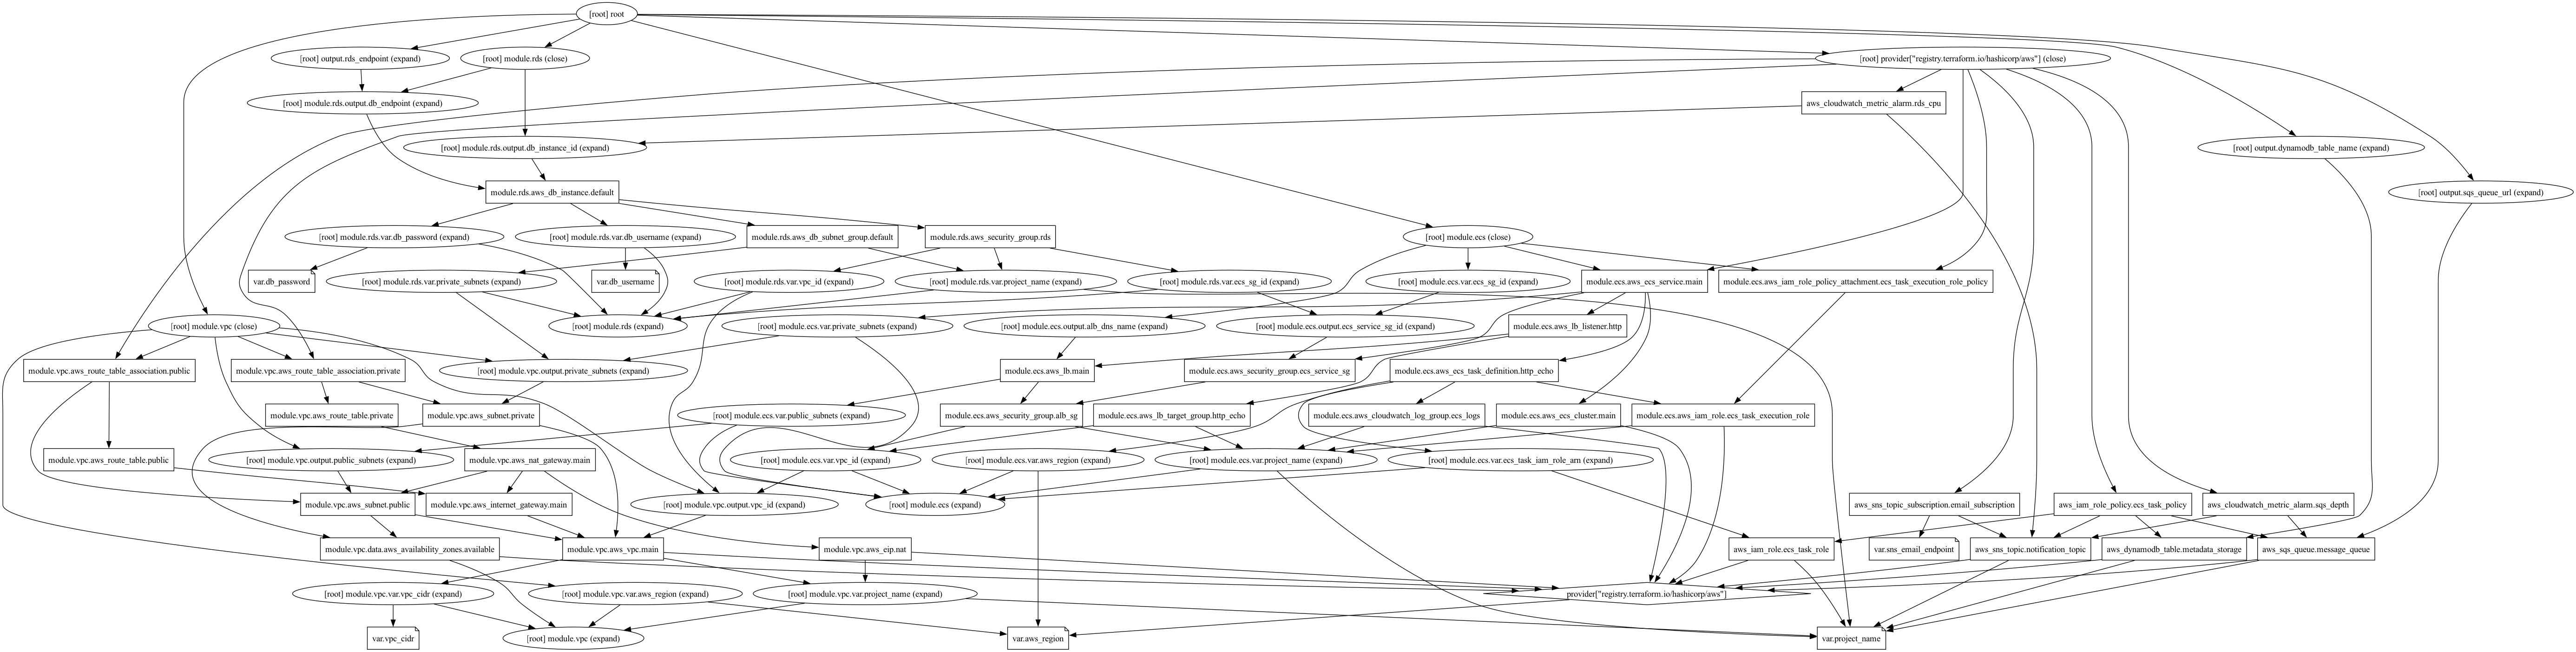 [root] root
[root] output.rds_endpoint (expand)
[root] module.rds (close)
[root] provider["registry.terraform.io/hashicorp/aws"] (close)
[root] module.rds.output.db_endpoint (expand)
aws_cloudwatch_metric_alarm.rds_cpu
[root] module.rds.output.db_instance_id (expand)
[root] output.dynamodb_table_name (expand)
module.rds.aws_db_instance.default
[root] output.sqs_queue_url (expand)
[root] module.rds.var.db_password (expand)
[root] module.rds.var.db_username (expand)
module.rds.aws_db_subnet_group.default
module.rds.aws_security_group.rds
[root] module.ecs (close)
var.db_password
[root] module.rds.var.private_subnets (expand)
var.db_username
[root] module.rds.var.vpc_id (expand)
[root] module.rds.var.project_name (expand)
[root] module.rds.var.ecs_sg_id (expand)
[root] module.ecs.var.ecs_sg_id (expand)
module.ecs.aws_ecs_service.main
module.ecs.aws_iam_role_policy_attachment.ecs_task_execution_role_policy
[root] module.vpc (close)
[root] module.rds (expand)
[root] module.ecs.var.private_subnets (expand)
[root] module.ecs.output.alb_dns_name (expand)
[root] module.ecs.output.ecs_service_sg_id (expand)
module.ecs.aws_lb_listener.http
module.vpc.aws_route_table_association.public
module.vpc.aws_route_table_association.private
[root] module.vpc.output.private_subnets (expand)
module.ecs.aws_lb.main
module.ecs.aws_security_group.ecs_service_sg
module.ecs.aws_ecs_task_definition.http_echo
module.vpc.aws_route_table.private
module.vpc.aws_subnet.private
[root] module.ecs.var.public_subnets (expand)
module.ecs.aws_security_group.alb_sg
module.ecs.aws_lb_target_group.http_echo
module.ecs.aws_cloudwatch_log_group.ecs_logs
module.ecs.aws_ecs_cluster.main
module.ecs.aws_iam_role.ecs_task_execution_role
module.vpc.aws_route_table.public
[root] module.vpc.output.public_subnets (expand)
module.vpc.aws_nat_gateway.main
[root] module.ecs.var.vpc_id (expand)
[root] module.ecs.var.aws_region (expand)
[root] module.ecs.var.project_name (expand)
[root] module.ecs.var.ecs_task_iam_role_arn (expand)
module.vpc.aws_subnet.public
module.vpc.aws_internet_gateway.main
[root] module.vpc.output.vpc_id (expand)
[root] module.ecs (expand)
aws_sns_topic_subscription.email_subscription
aws_iam_role_policy.ecs_task_policy
aws_cloudwatch_metric_alarm.sqs_depth
module.vpc.data.aws_availability_zones.available
module.vpc.aws_vpc.main
module.vpc.aws_eip.nat
aws_iam_role.ecs_task_role
var.sns_email_endpoint
aws_sns_topic.notification_topic
aws_dynamodb_table.metadata_storage
aws_sqs_queue.message_queue
[root] module.vpc.var.vpc_cidr (expand)
[root] module.vpc.var.aws_region (expand)
[root] module.vpc.var.project_name (expand)
provider["registry.terraform.io/hashicorp/aws"]
var.vpc_cidr
[root] module.vpc (expand)
var.aws_region
var.project_name